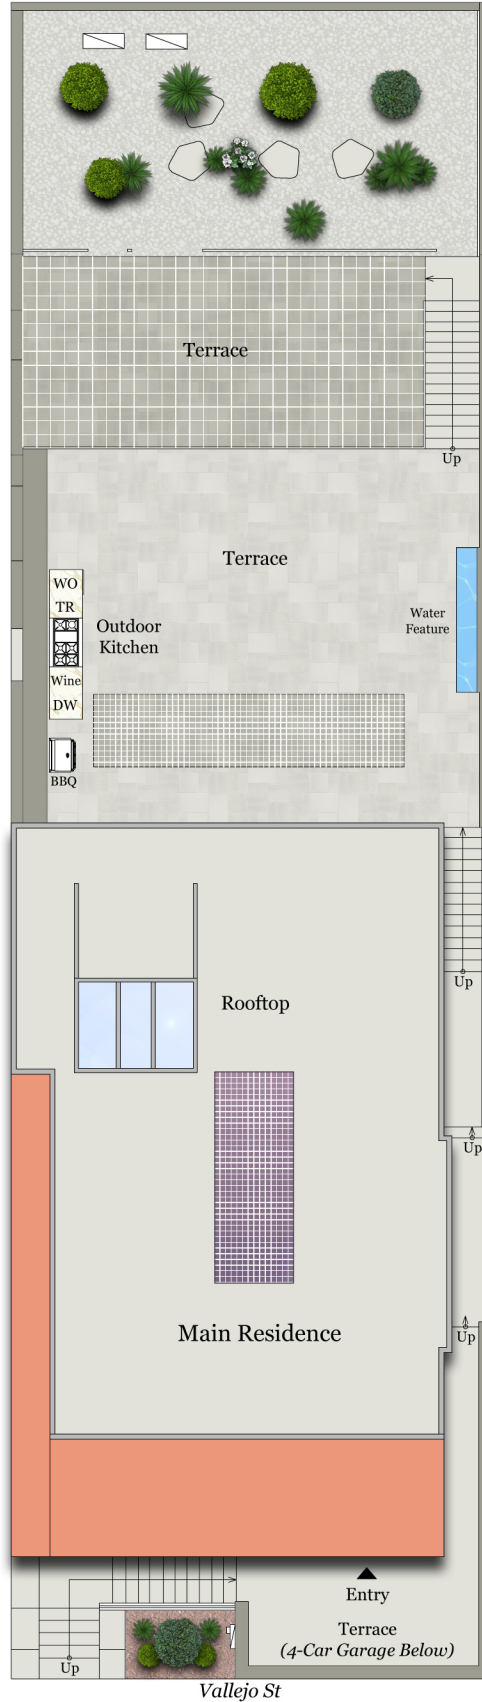 Terrace
Up
Terrace
WO
TR
Outdoor
Kitchen
Water
Feature
Wine
DW
BBQ
Rooftop
Up
Up
Main Residence
Up
Entry
Terrace
(4-Car Garage Below)
Up
Vallejo St